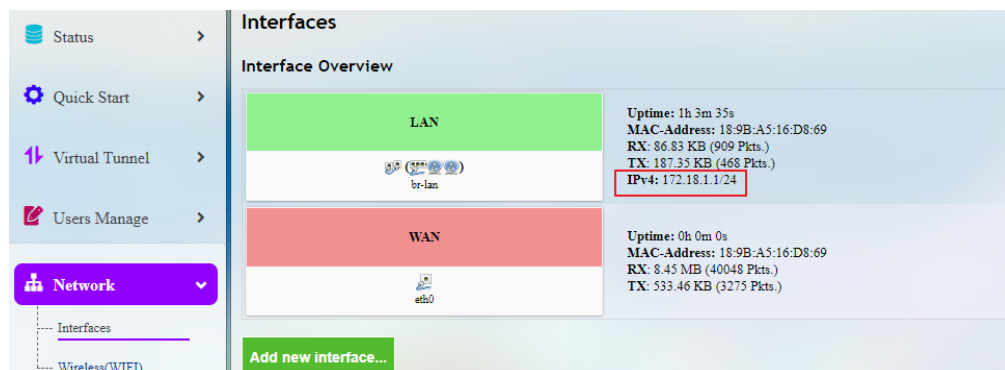 Status
Quick Start
Virtual Tunnel
Users Manage
Network
Interfaces
Wireless(WIFI)
Interfaces
Interface Overview
LAN
br-lan
Uptime: 1h 3m 35s
MAC-Address: 18:9B:A5:16:D8:69
RX: 86.83 KB (909 Pkts.)
TX: 187.35 KB (468 Pkts.)
IPv4: 172.18.1.1/24
WAN
eth0
Uptime: 0h 0m 0s
MAC-Address: 18:9B:A5:16:D8:69
RX: 8.45 MB (40048 Pkts.)
TX: 533.46 KB (3275 Pkts.)
Add new interface...